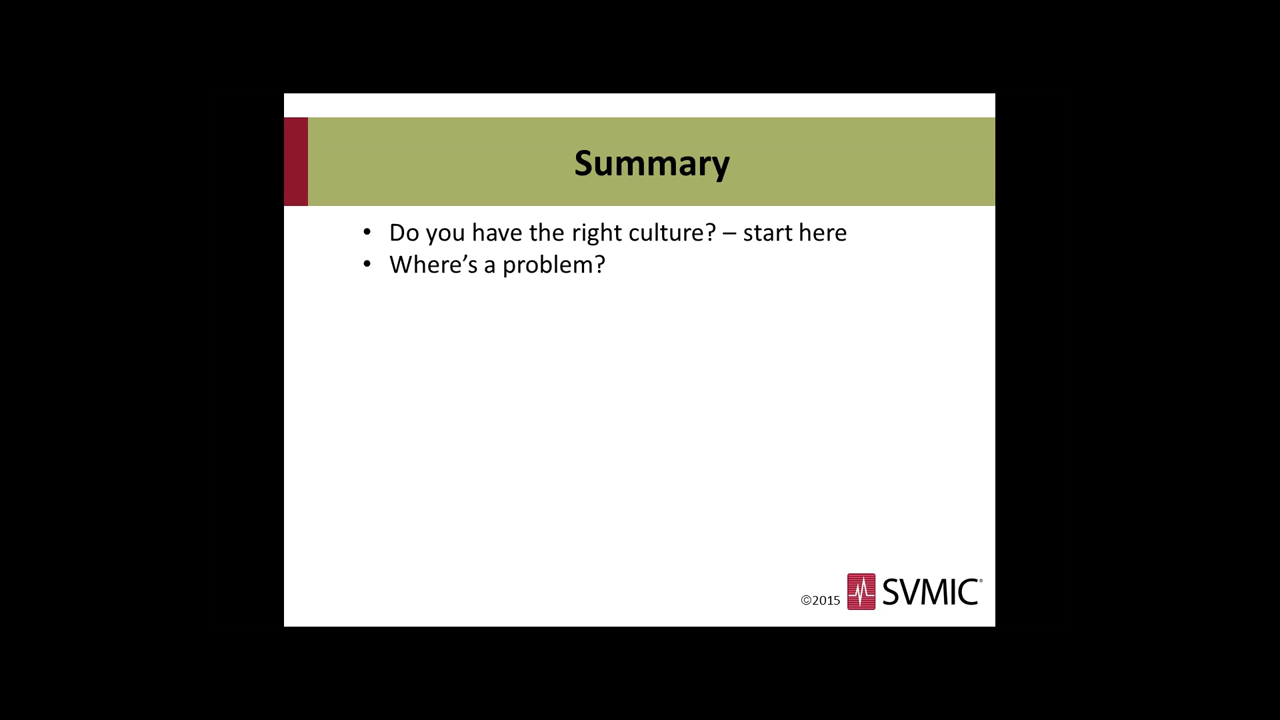 Summary
• Do you have the right culture? – start here
• Where’s a problem?
©2015 SVMIC®